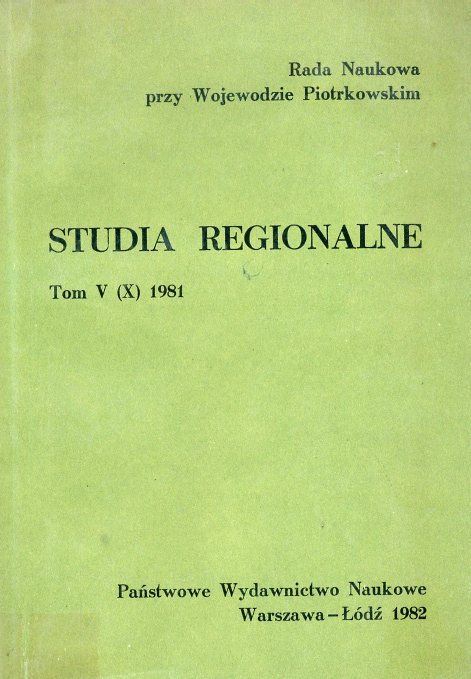 Rada Naukowa
przy Wojewodzie Piotrkowskim
STUDIA REGIONALNE
Tom V (X) 1981
Państwowe Wydawnictwo Naukowe
Warszawa – Łódź 1982